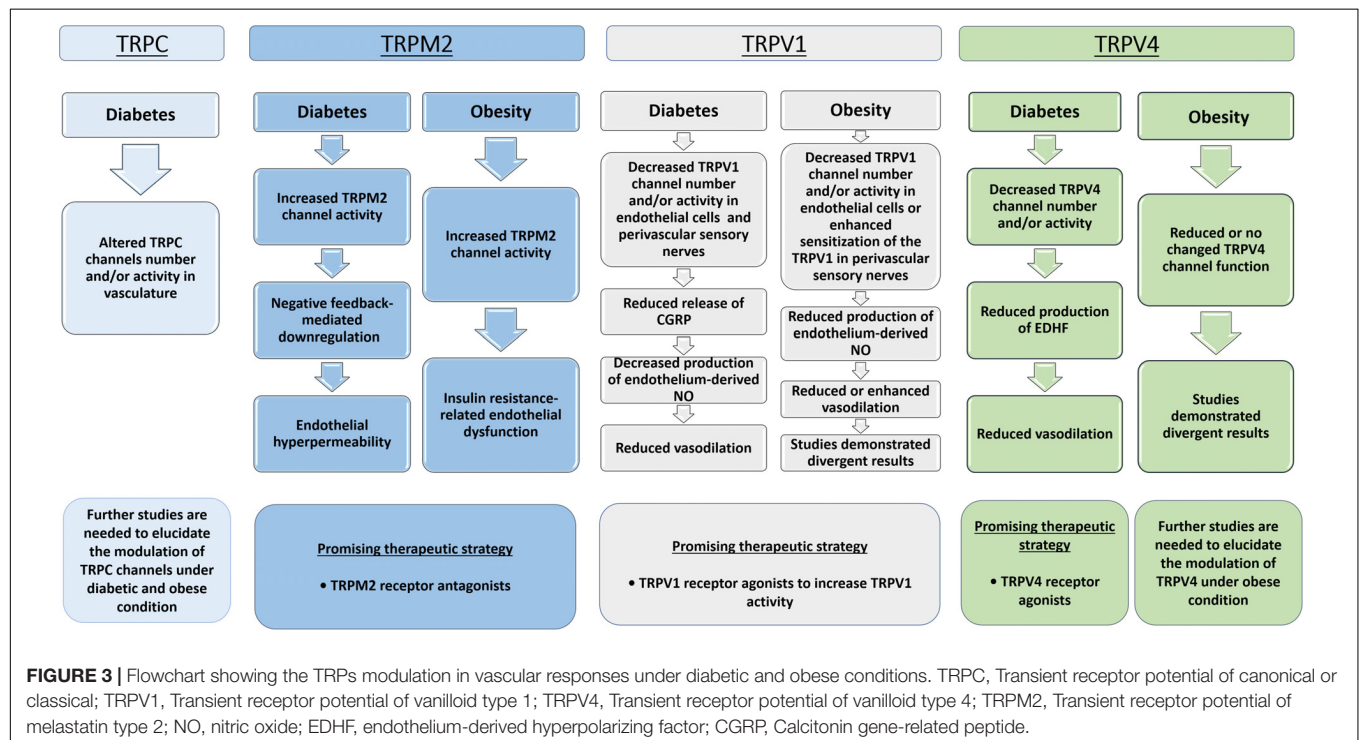 TRPC
Diabetes
Altered TRPC
channels number
and/or activity in
vasculature
Further studies are
needed to elucidate
the modulation of
TRPC channels under
diabetic and obese
condition
TRPM2
Diabetes
Increased TRPM2
channel activity
Negative feedback-
mediated
downregulation
Endothelial
hyperpermeability
Obesity
Increased TRPM2
channel activity
Insulin resistance-
related endothelial
dysfunction
Promising therapeutic strategy
• TRPM2 receptor antagonists
TRPV1
Diabetes
Decreased TRPV1
channel number
and/or activity in
endothelial cells and
perivascular sensory
nerves
Reduced release of
CGRP
Decreased production
of endothelium-derived
NO
Reduced vasodilation
Obesity
Decreased TRPV1
channel number
and/or activity in
endothelial cells or
enhanced
sensitization of the
TRPV1 in perivascular
sensory nerves
Reduced production of
endothelium-derived
NO
Reduced or enhanced
vasodilation
Studies demonstrated
divergent results
Promising therapeutic strategy
• TRPV1 receptor agonists to increase TRPV1
activity
TRPV4
Diabetes
Decreased TRPV4
channel number
and/or activity
Reduced production
of EDHF
Reduced vasodilation
Promising therapeutic
strategy
• TRPV4 receptor
agonists
Obesity
Reduced or no
changed TRPV4
channel function
Studies
demonstrated
divergent results
Further studies are
needed to elucidate
the modulation of
TRPV4 under obese
condition
FIGURE 3 | Flowchart showing the TRPs modulation in vascular responses under diabetic and obese conditions. TRPC, Transient receptor potential of canonical or
classical; TRPV1, Transient receptor potential of vanilloid type 1; TRPV4, Transient receptor potential of vanilloid type 4; TRPM2, Transient receptor potential of
melastatin type 2; NO, nitric oxide; EDHF, endothelium-derived hyperpolarizing factor; CGRP, Calcitonin gene-related peptide.